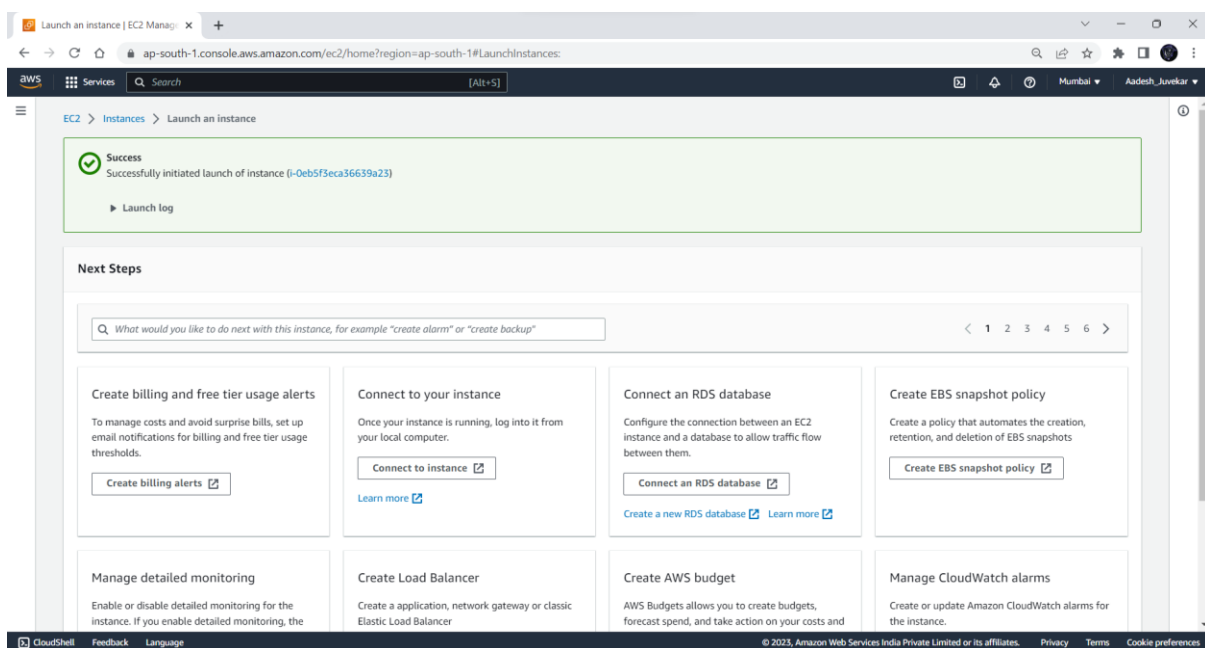 Launch an instance | EC2 Manag
ap-south-1.console.aws.amazon.com/ec2/home?region=ap-south-1#LaunchInstances:
aws Services Search [Alt+S] Mumbai Aadesh_Juvekar
EC2 > Instances > Launch an instance
Success
Successfully initiated launch of instance (i-0eb5f3eca36639a23)
Launch log
Next Steps
What would you like to do next with this instance, for example "create alarm" or "create backup"
1 2 3 4 5 6
Create billing and free tier usage alerts
To manage costs and avoid surprise bills, set up
email notifications for billing and free tier usage
thresholds.
Create billing alerts
Connect to your instance
Once your instance is running, log into it from
your local computer.
Connect to instance
Learn more
Connect an RDS database
Configure the connection between an EC2
instance and a database to allow traffic flow
between them.
Connect an RDS database
Create a new RDS database Learn more
Create EBS snapshot policy
Create a policy that automates the creation,
retention, and deletion of EBS snapshots
Create EBS snapshot policy
Manage detailed monitoring
Enable or disable detailed monitoring for the
instance. If you enable detailed monitoring, the
Create Load Balancer
Create a application, network gateway or classic
Elastic Load Balancer
Create AWS budget
AWS Budgets allows you to create budgets,
forecast spend, and take action on your costs and
Manage CloudWatch alarms
Create or update Amazon CloudWatch alarms for
the instance.
CloudShell Feedback Language © 2023, Amazon Web Services India Private Limited or its affiliates. Privacy Terms Cookie preferences